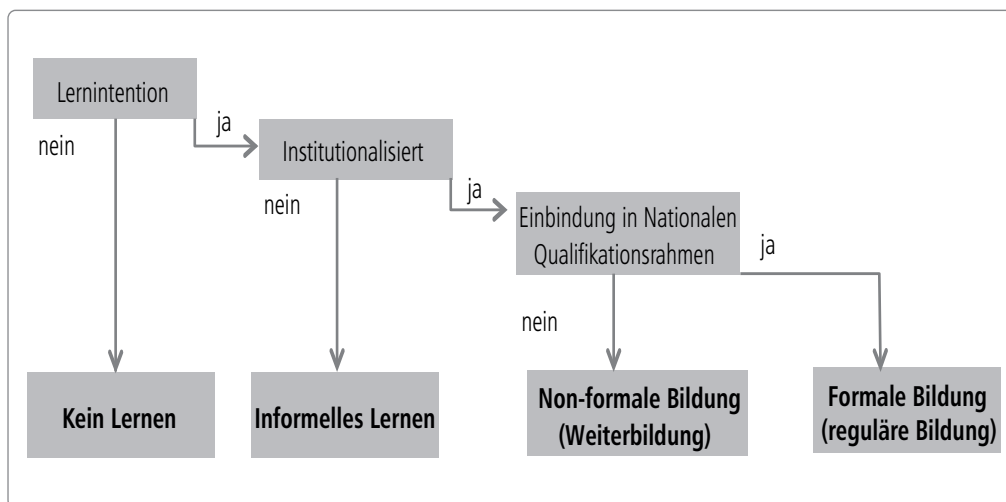 Lernintention
nein
ja
Institutionalisiert
nein
ja
Einbindung in Nationalen
Qualifikationsrahmen
ja
nein
Kein Lernen
Informelles Lernen
Non-formale Bildung
(Weiterbildung)
Formale Bildung
(reguläre Bildung)